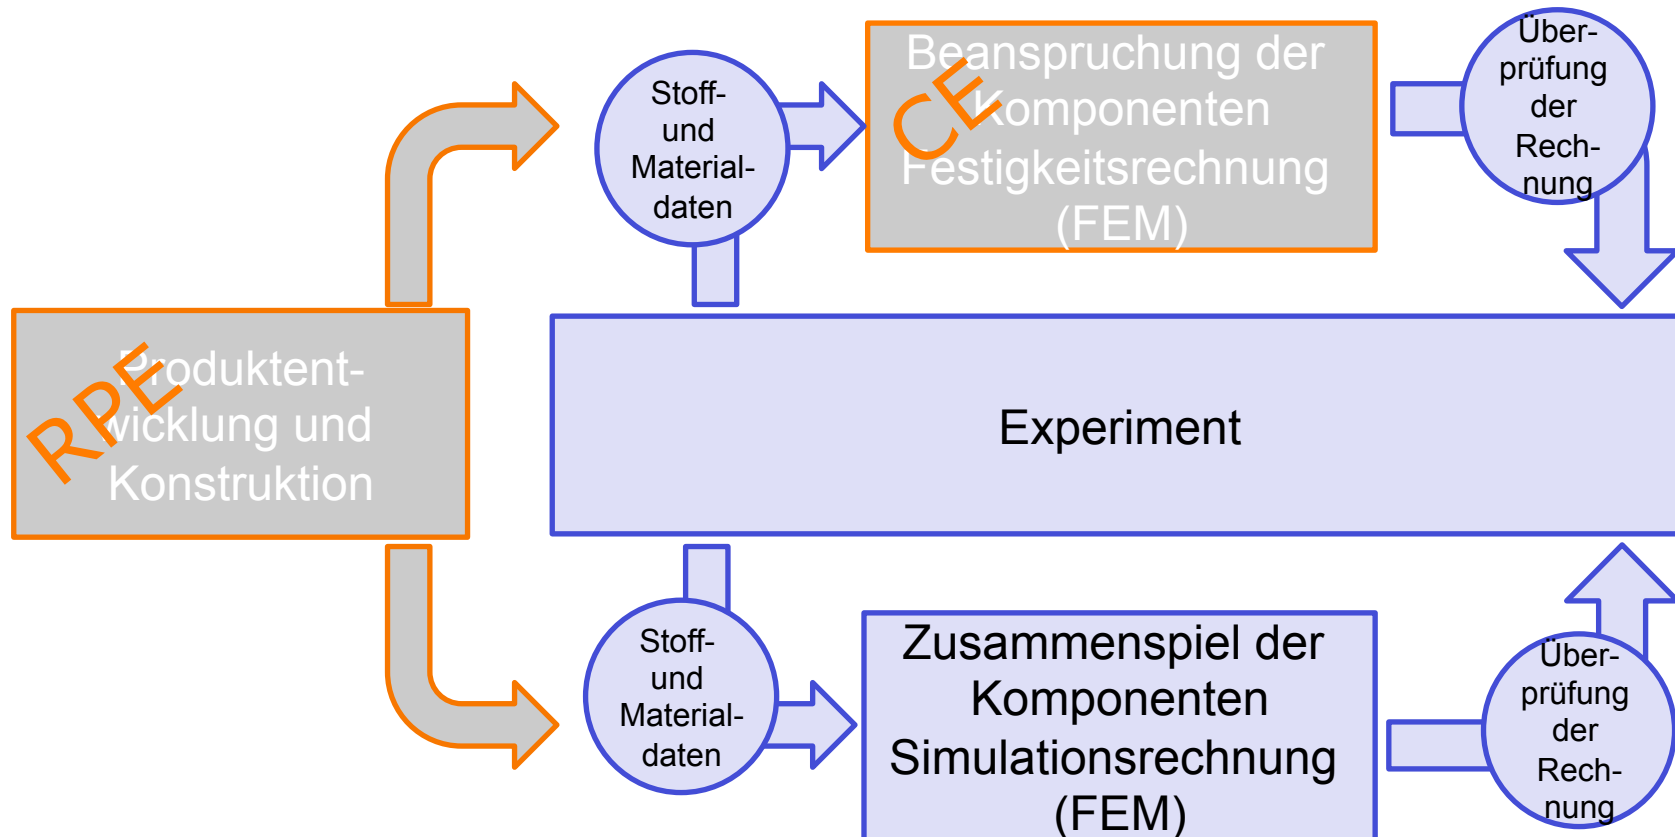 Stoff-
und
Material-
daten
Beanspruchung der
Komponenten
Festigkeitsrechnung
(FEM)
CE
Über-
prüfung
der
Rech-
nung
Produktent-
wicklung und
Konstruktion
RPE
Experiment
Stoff-
und
Material-
daten
Zusammenspiel der
Komponenten
Simulationsrechnung
(FEM)
Über-
prüfung
der
Rech-
nung